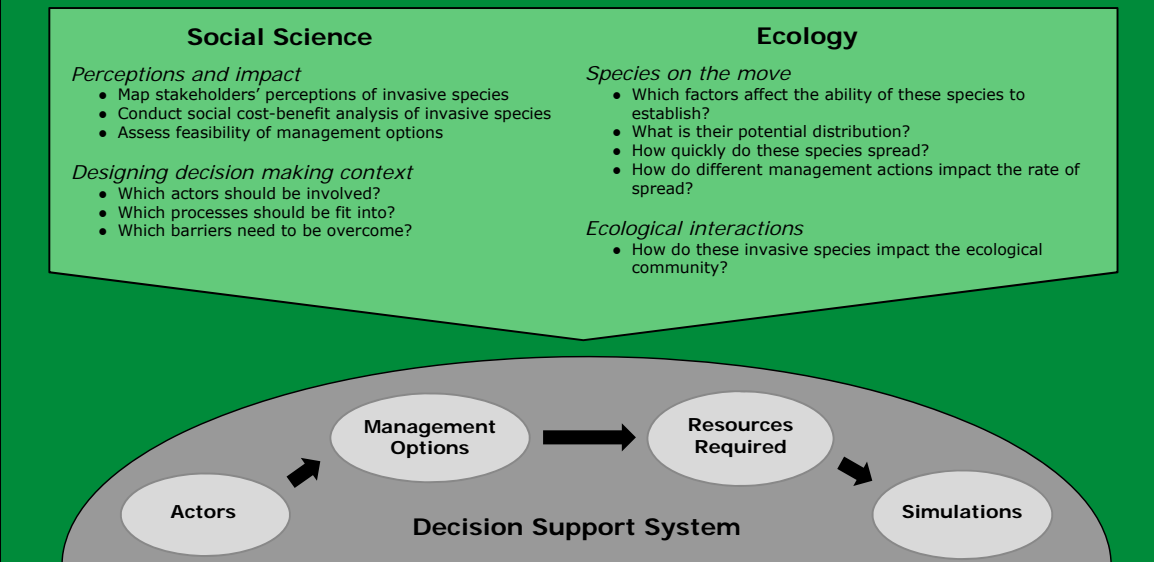 Social Science
Perceptions and impact
● Map stakeholders' perceptions of invasive species
● Conduct social cost-benefit analysis of invasive species
● Assess feasibility of management options
Designing decision making context
● Which actors should be involved?
● Which processes should be fit into?
● Which barriers need to be overcome?
Ecology
Species on the move
● Which factors affect the ability of these species to
establish?
● What is their potential distribution?
● How quickly do these species spread?
● How do different management actions impact the rate of
spread?
Ecological interactions
● How do these invasive species impact the ecological
community?
Actors
Management
Options
Resources
Required
Simulations
Decision Support System